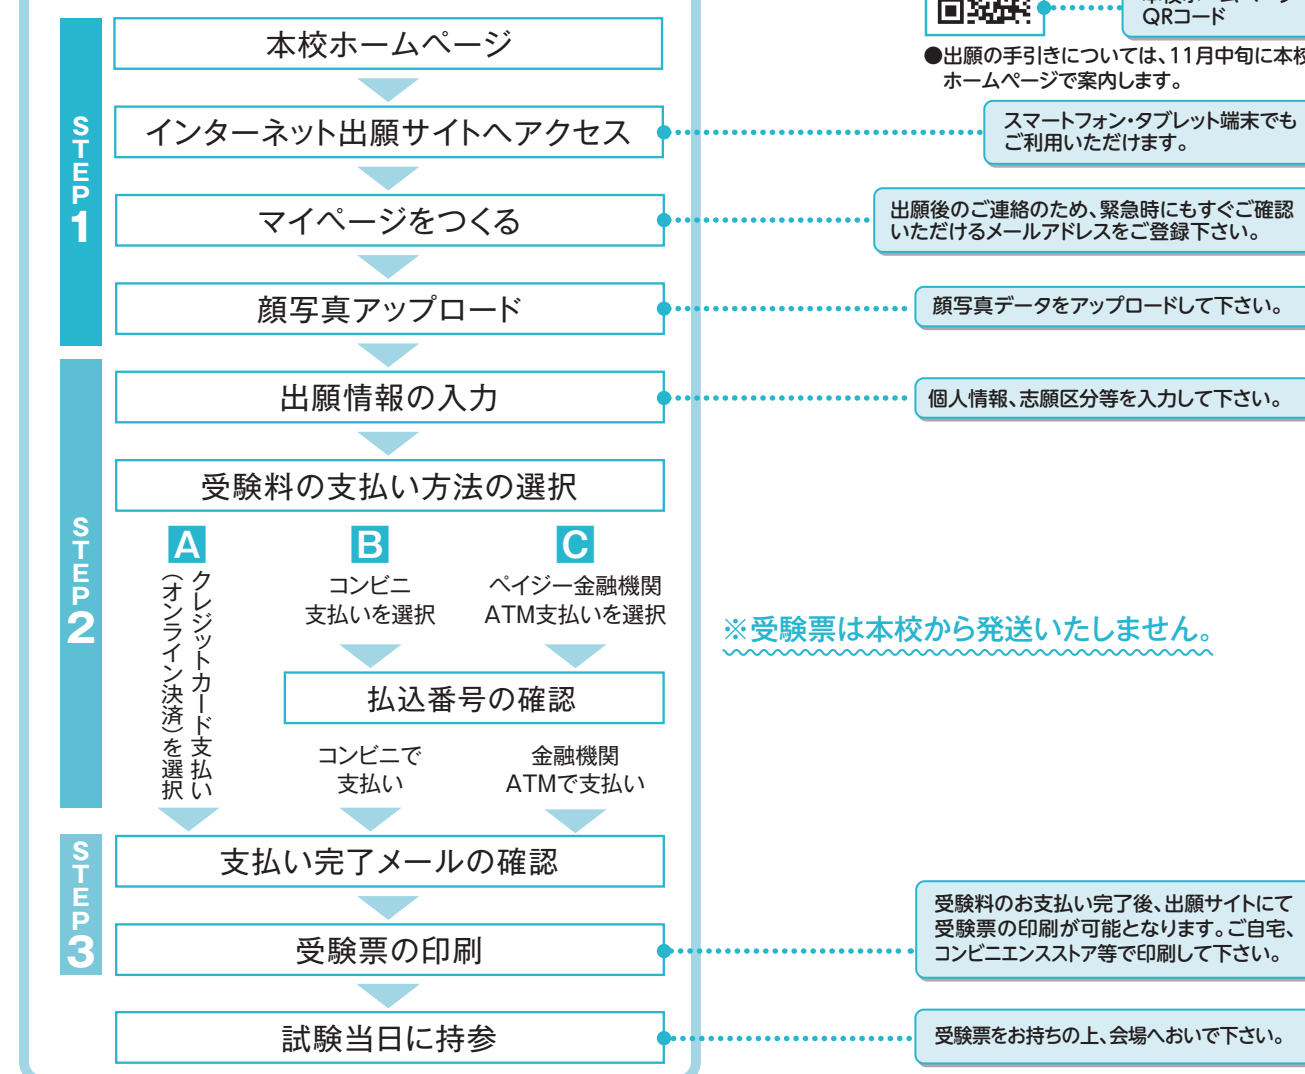 QRコード
●出願の手引きについては、11月中旬に本校
ホームページで案内します。
STEP1
本校ホームページ
インターネット出願サイトへアクセス
スマートフォン・タブレット端末でも
ご利用いただけます。
マイページをつくる
出願後のご連絡のため、緊急時にもすぐご確認
いただけるメールアドレスをご登録下さい。
顔写真アップロード
顔写真データをアップロードして下さい。
STEP2
出願情報の入力
個人情報、志願区分等を入力して下さい。
受験料の支払い方法の選択
A
クレジットカード支払い
（オンライン決済）を選択
B
コンビニ
支払いを選択
C
ペイジー金融機関
ATM支払いを選択
払込番号の確認
コンビニで
支払い
金融機関
ATMで支払い
※受験票は本校から発送いたしません。
STEP3
支払い完了メールの確認
受験票の印刷
受験料のお支払い完了後、出願サイトにて
受験票の印刷が可能となります。ご自宅、
コンビニエンスストア等で印刷して下さい。
試験当日に持参
受験票をお持ちの上、会場へおいで下さい。